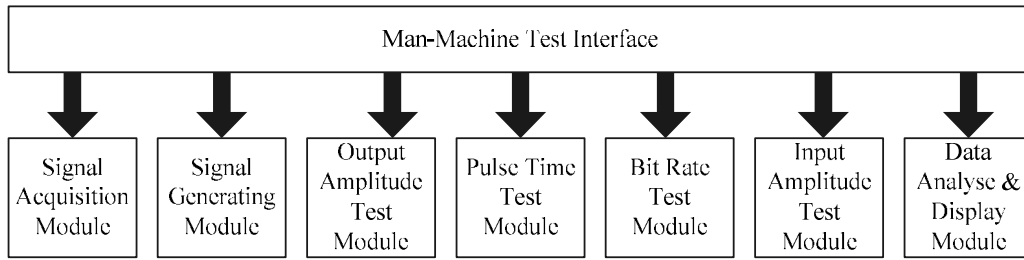 Man-Machine Test Interface
Signal
Acquisition
Module
Signal
Generating
Module
Output
Amplitude
Test
Module
Pulse Time
Test
Module
Bit Rate
Test
Module
Input
Amplitude
Test
Module
Data
Analyse &
Display
Module